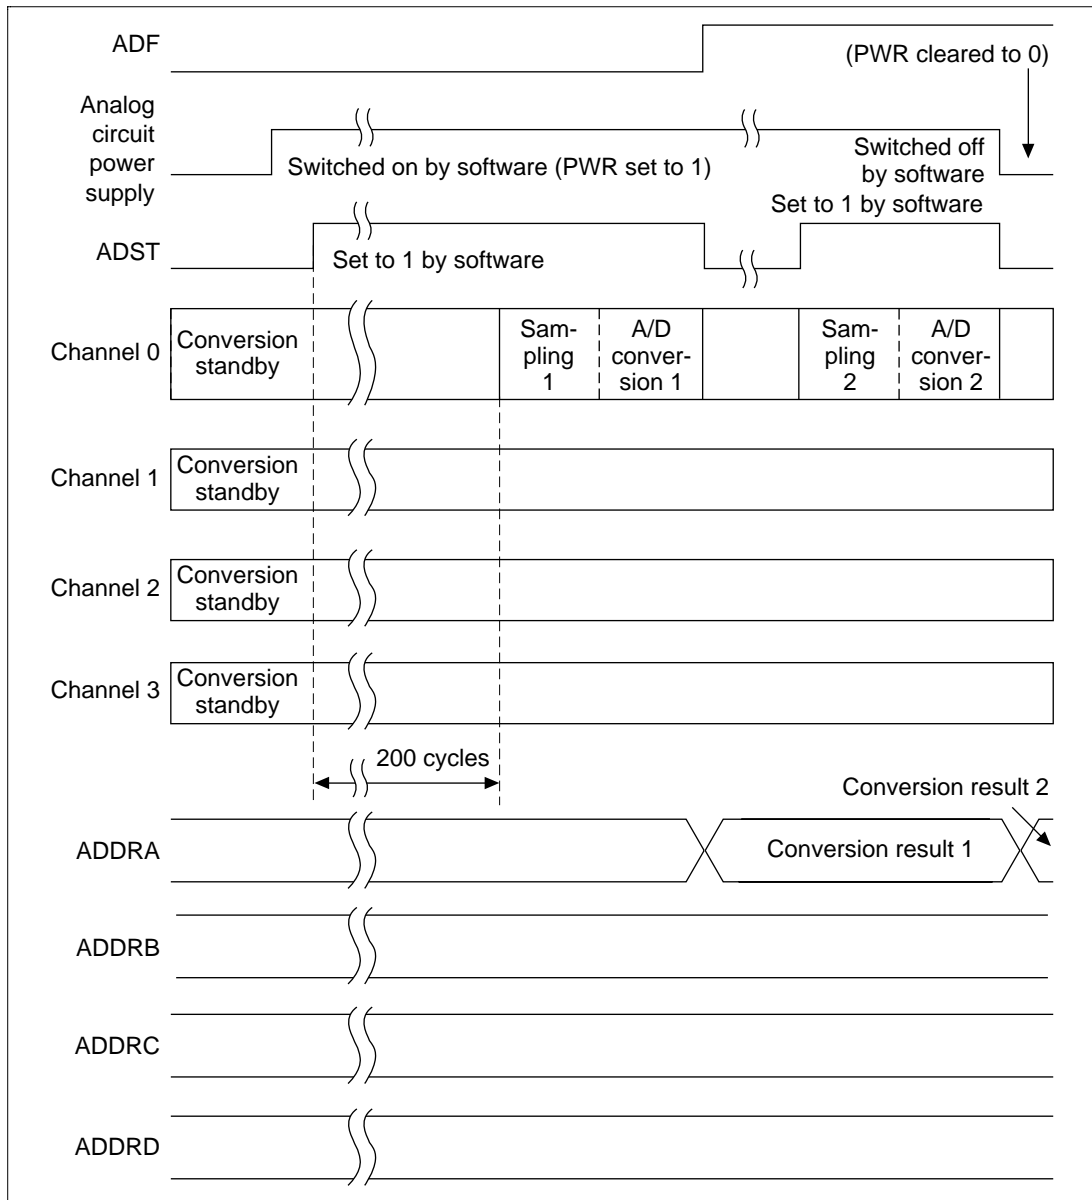 ADF
(PWR cleared to 0)
Analog
circuit
power
supply
Switched on by software (PWR set to 1)
Switched off
by software
Set to 1 by software
ADST
Set to 1 by software
Channel 0
Conversion
standby
Sam-
pling
1
A/D
conver-
sion 1
Sam-
pling
2
A/D
conver-
sion 2
Channel 1
Conversion
standby
Channel 2
Conversion
standby
Channel 3
Conversion
standby
200 cycles
Conversion result 2
ADDRA
Conversion result 1
ADDRB
ADDRC
ADDRD